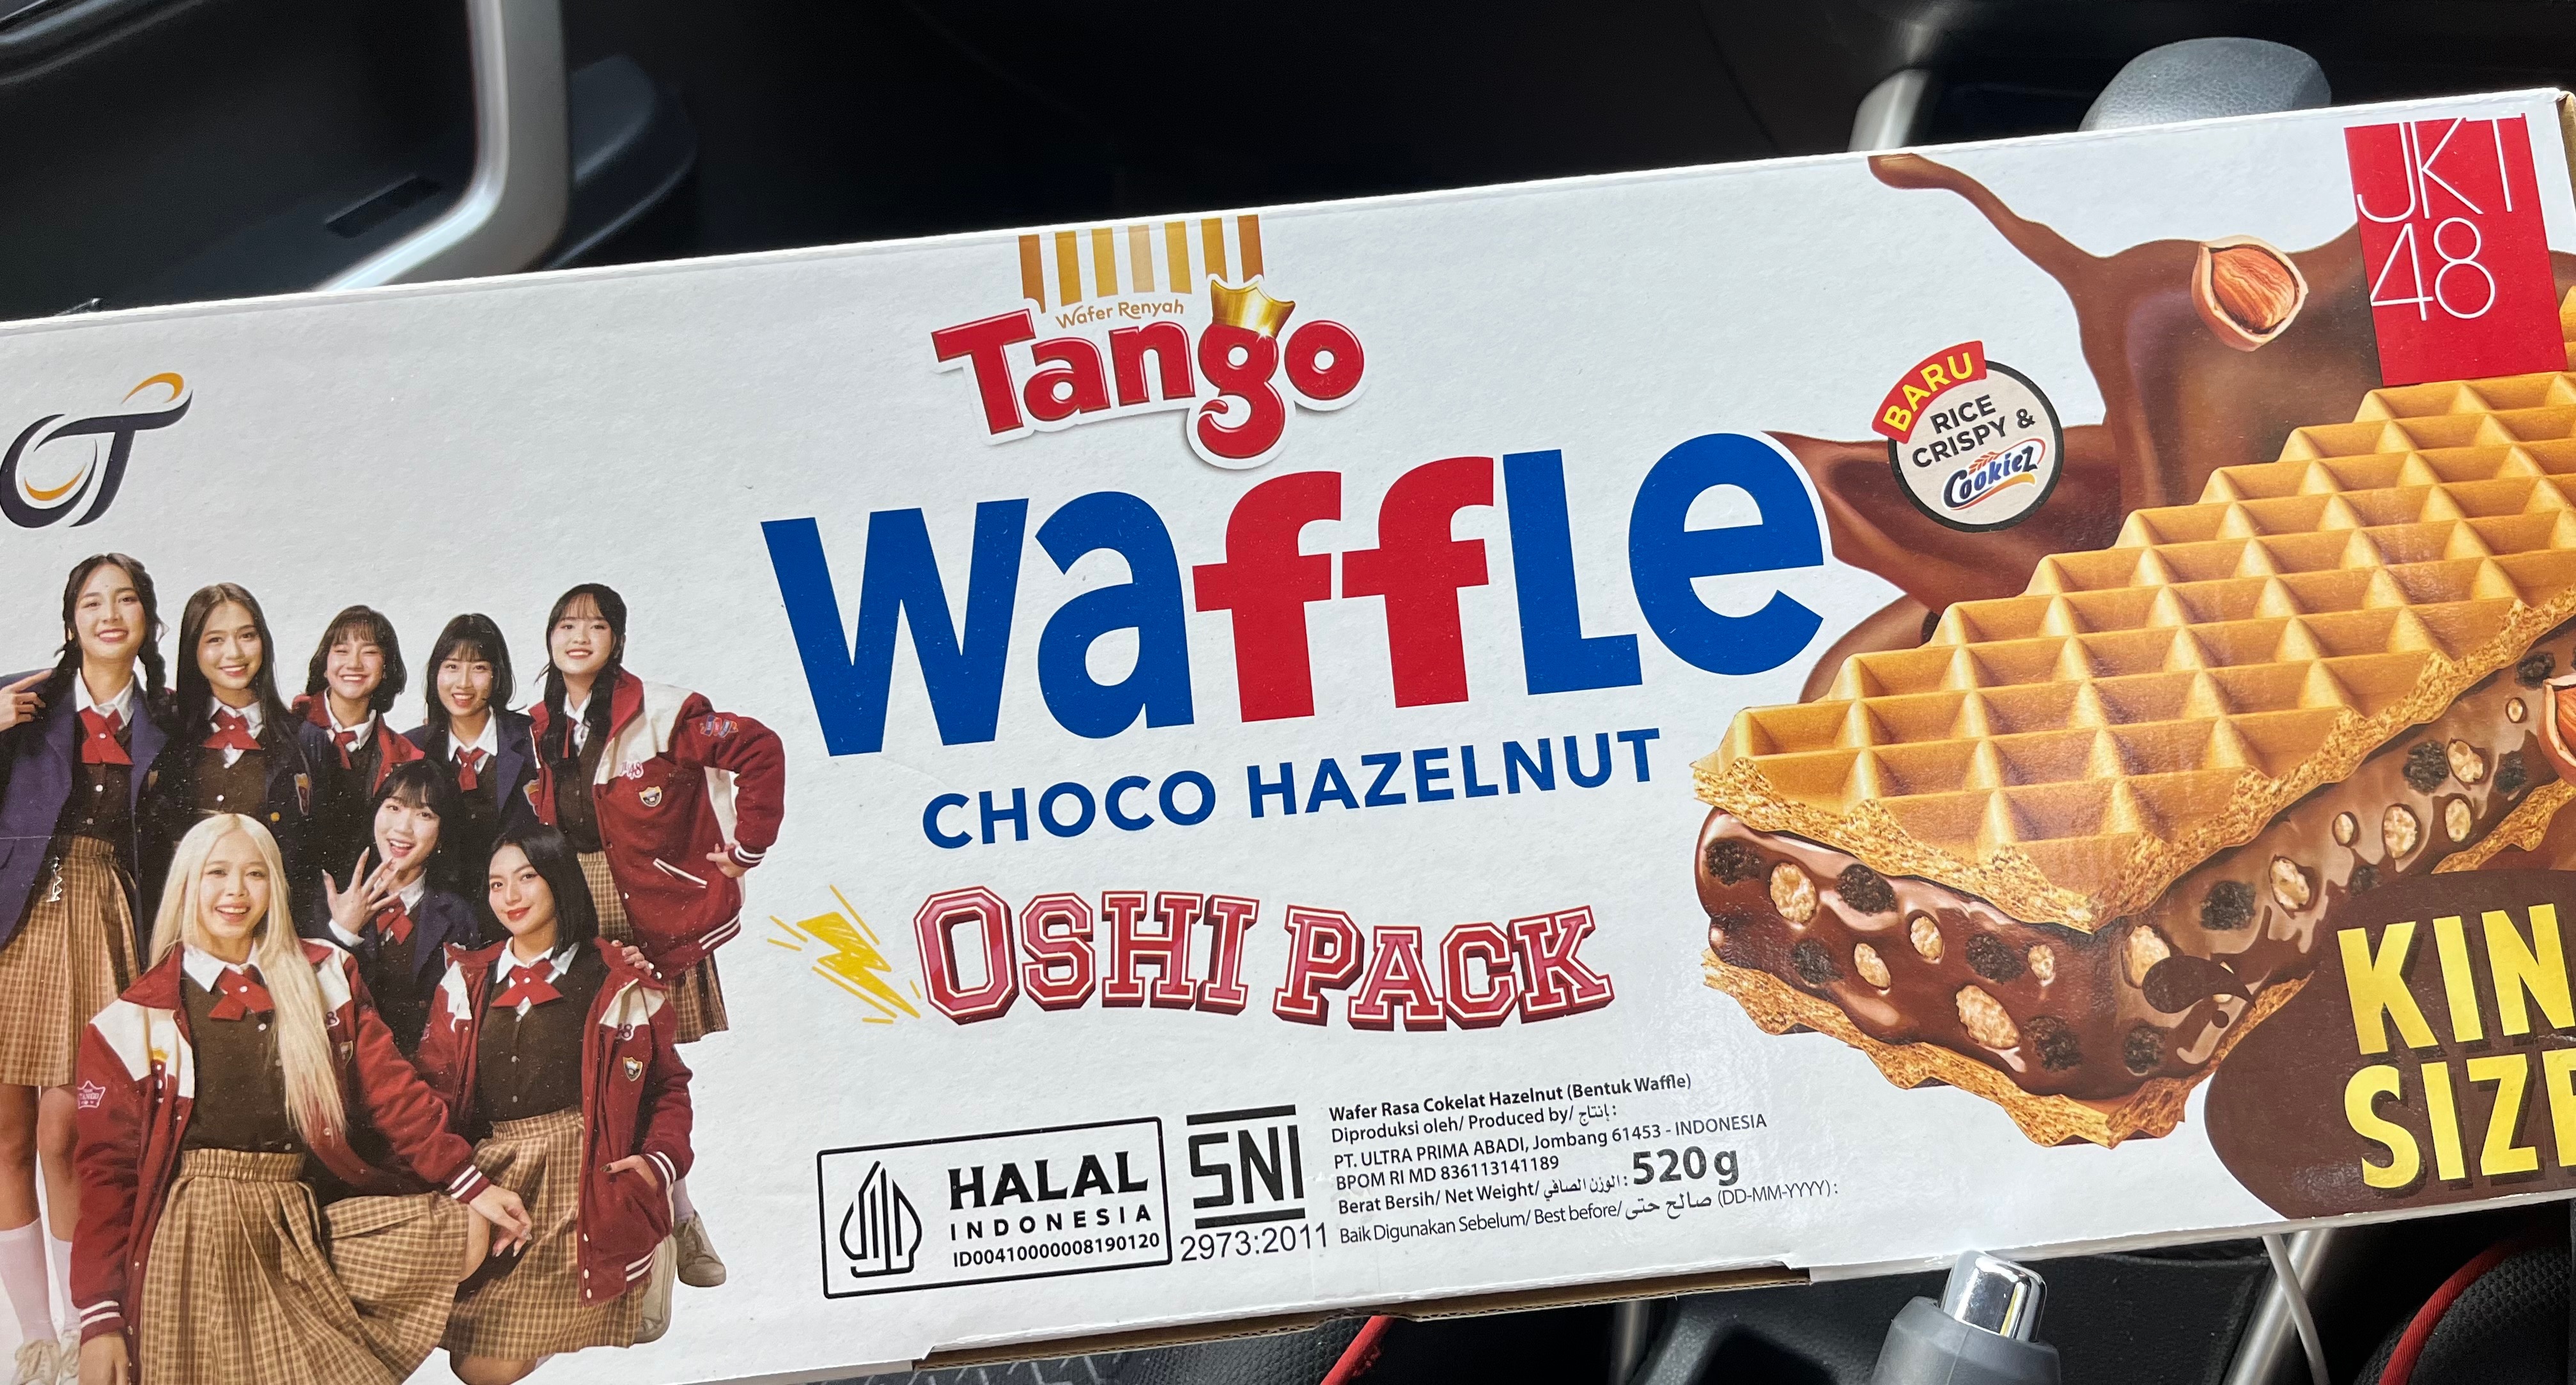 OT
Wafer Renyah
Tango
waffle
CHOCO HAZELNUT
OSHI PACK
JKT
48
BARU
RICE
CRISPY &
Cookiez
KIN
SIZE
HALAL
INDONESIA
ID00410000008190120
SNI
2973:2011
Wafer Rasa Cokelat Hazelnut (Bentuk Waffle)
Diproduksi oleh/ Produced by/ إنتاج:
PT. ULTRA PRIMA ABADI, Jombang 61453 - INDONESIA
BPOM RI MD 836113141189
Berat Bersih/ Net Weight/ الوزن الصافي: 520 g
Baik Digunakan Sebelum/ Best before/ صالح حتى (DD-MM-YYYY):